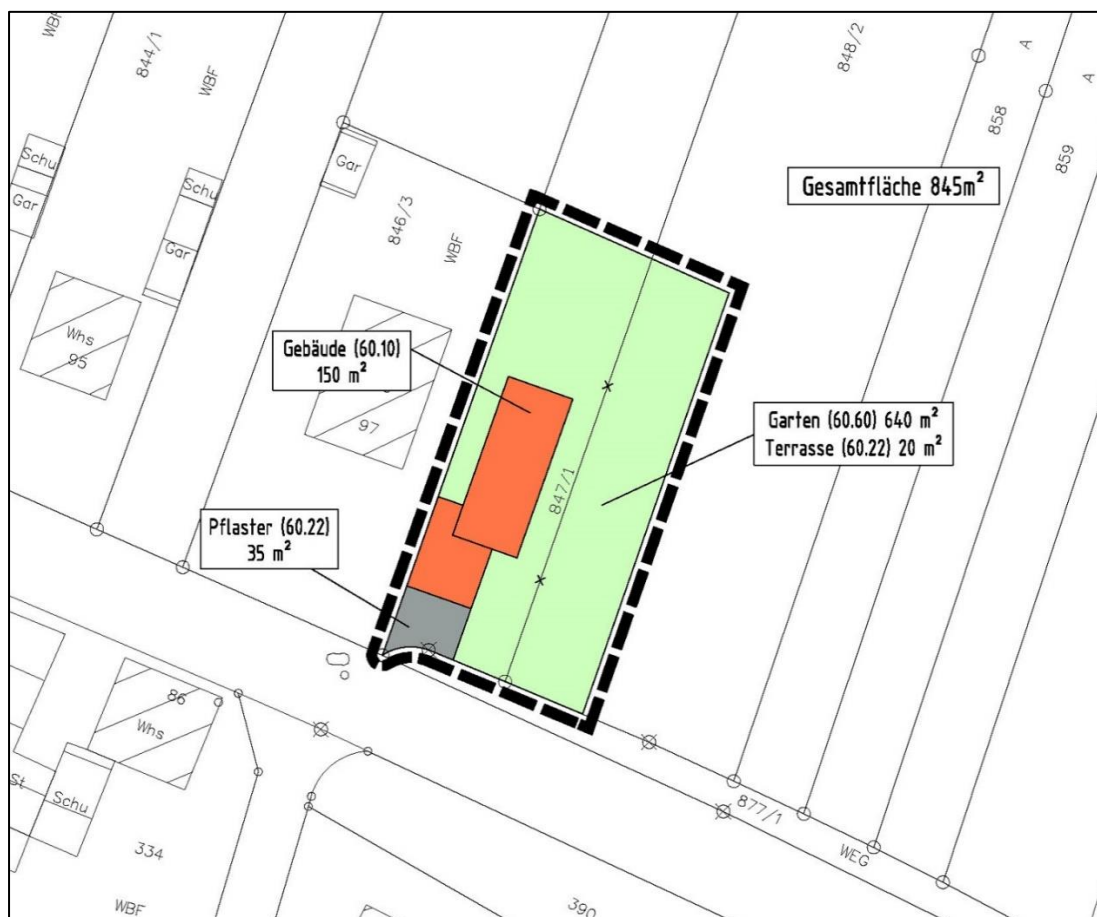 WBF
844/1
WBF
848/2
A
A
858
859
Schu
Gar
Schu
Gar
Gar
846/3
WBF
Gesamtfläche 845m²
Whs
95
Gebäude (60.10)
150 m²
97
Garten (60.60) 640 m²
Terrasse (60.22) 20 m²
847/1
Pflaster (60.22)
35 m²
86
Whs
St
Schu
334
WBF
877/1
WEG
390